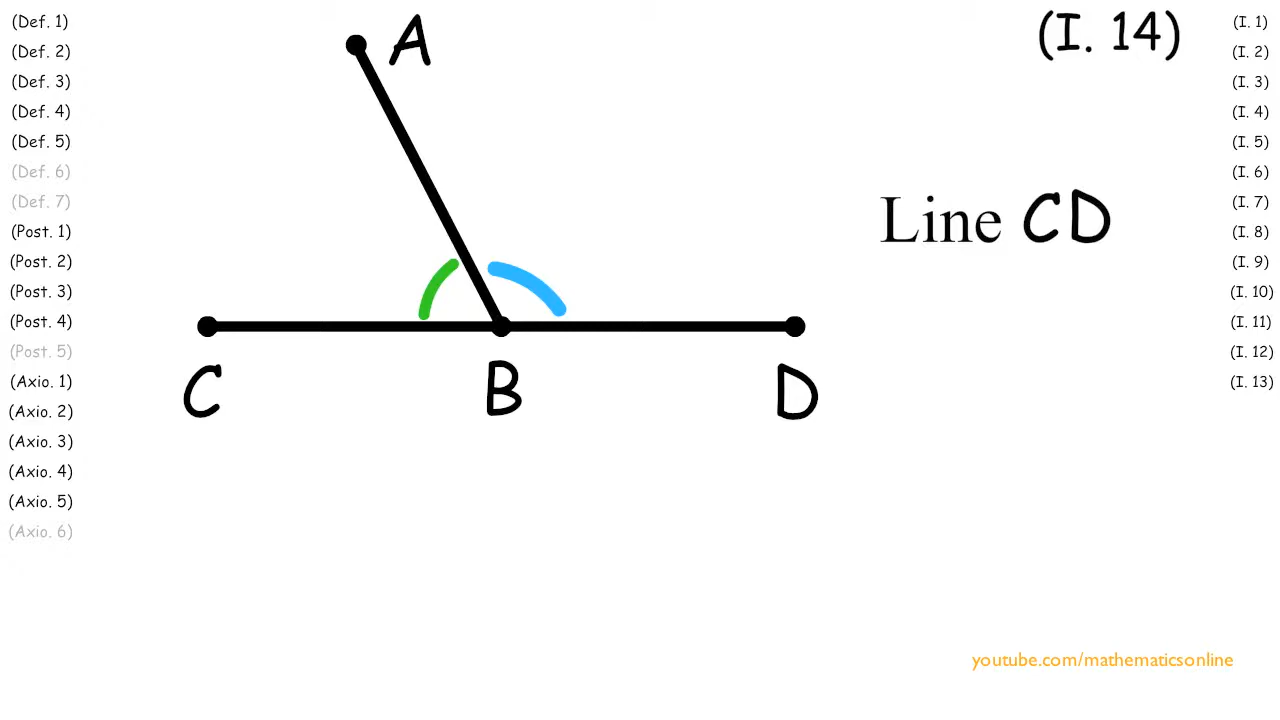 (Def. 1)
(Def. 2)
(Def. 3)
(Def. 4)
(Def. 5)
(Def. 6)
(Def. 7)
(Post. 1)
(Post. 2)
(Post. 3)
(Post. 4)
(Post. 5)
(Axio. 1)
(Axio. 2)
(Axio. 3)
(Axio. 4)
(Axio. 5)
(Axio. 6)
A
C
B
D
(I. 14)
Line CD
(I. 1)
(I. 2)
(I. 3)
(I. 4)
(I. 5)
(I. 6)
(I. 7)
(I. 8)
(I. 9)
(I. 10)
(I. 11)
(I. 12)
(I. 13)
youtube.com/mathematicsonline